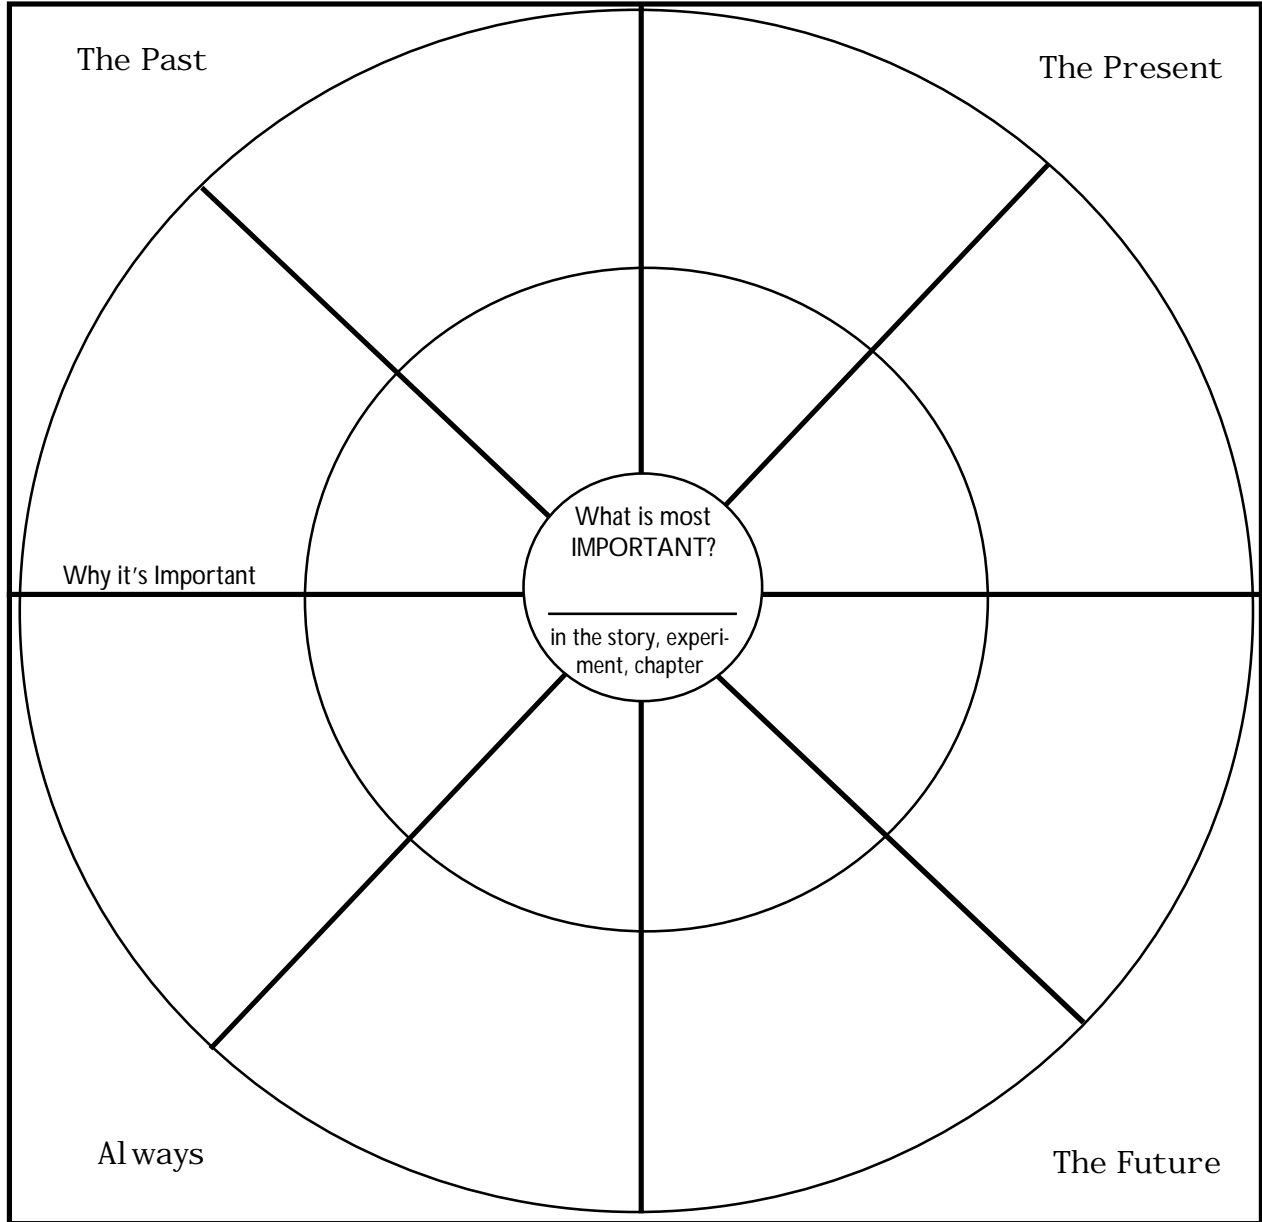 The Past
The Present
What is most
IMPORTANT?
Why it's Important
in the story, experi-
ment, chapter
Always
The Future